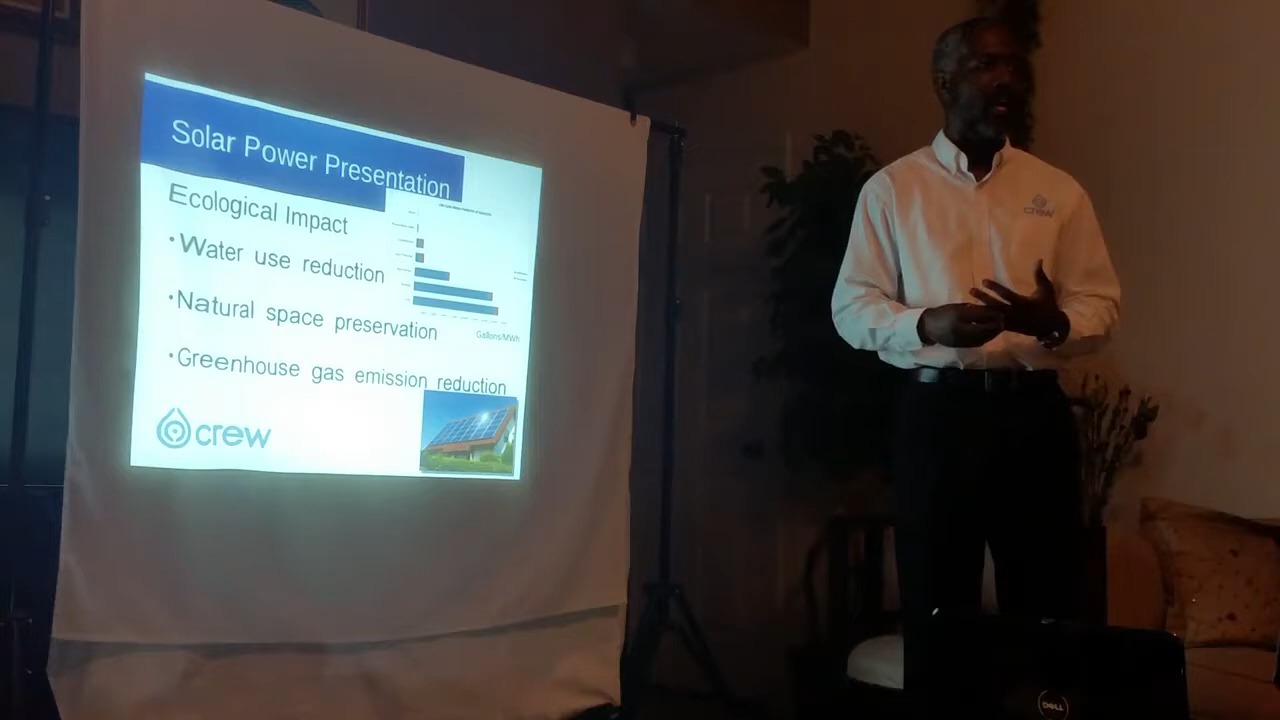 Solar Power Presentation
Ecological Impact
•Water use reduction
•Natural space preservation
Gallons/MWh
•Greenhouse gas emission reduction
crew
crew
DELL